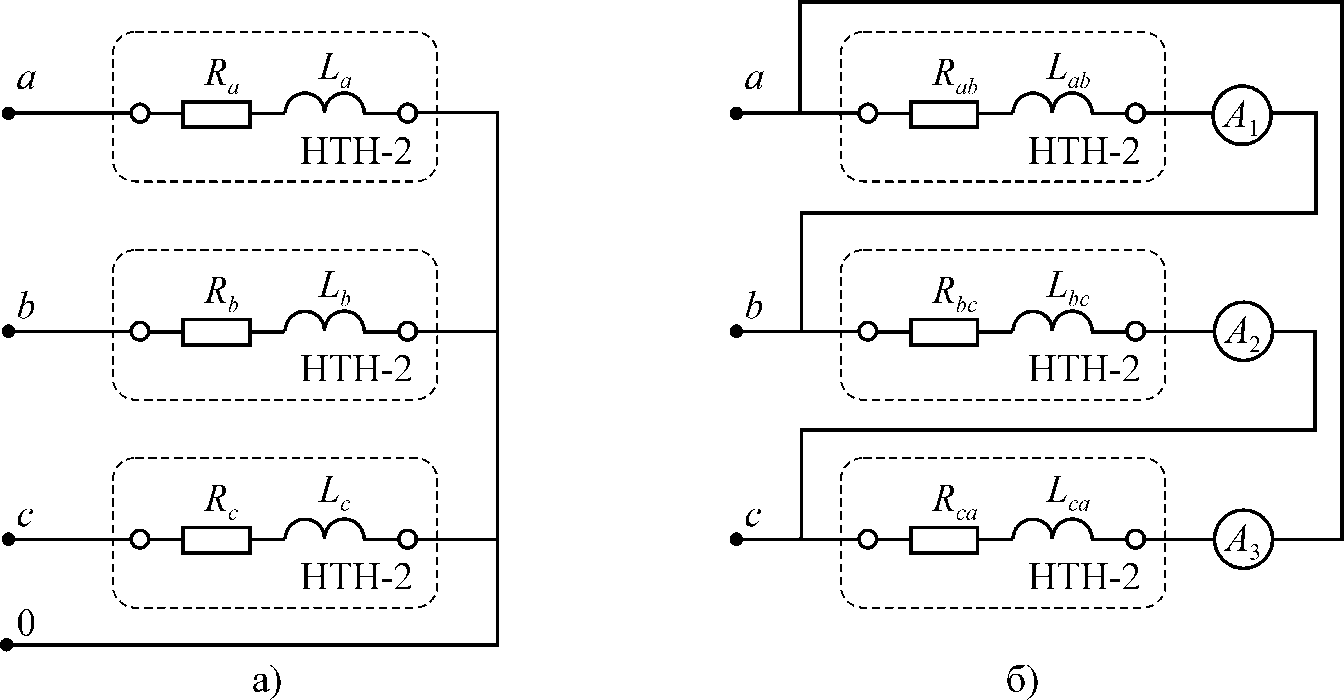 a
R_a L_a
НТН-2
b
R_b L_b
НТН-2
c
R_c L_c
НТН-2
0
а)
a
R_ab L_ab
A_1
НТН-2
b
R_bc L_bc
A_2
НТН-2
c
R_ca L_ca
A_3
НТН-2
б)